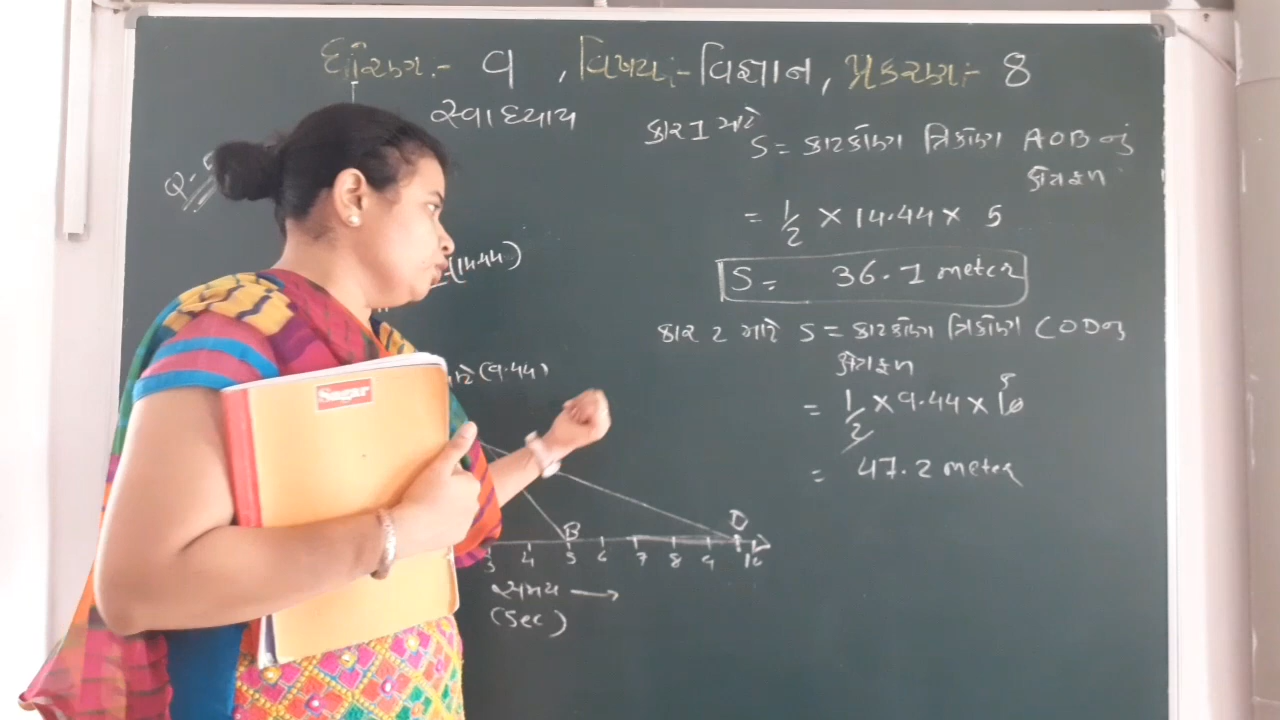 ધોરણ:- ૧, વિષય:- વિજ્ઞાન, પ્રકરણ:- 8
સ્વાધ્યાય
Q-
(14.44)
(9.44)
કાર 1 માટે S = કાટકોણ ત્રિકોણ AOB નું
ક્ષેત્રફળ
= 1/2 × 14.44 × 5
S = 36.1 meter
કાર 2 માટે S = કાટકોણ ત્રિકોણ COD નું
ક્ષેત્રફળ
= 1/2 × 9.44 × 10 5
= 47.2 meter
B D
3 4 5 6 7 8 9 10
સમય →
(Sec)
Sagar